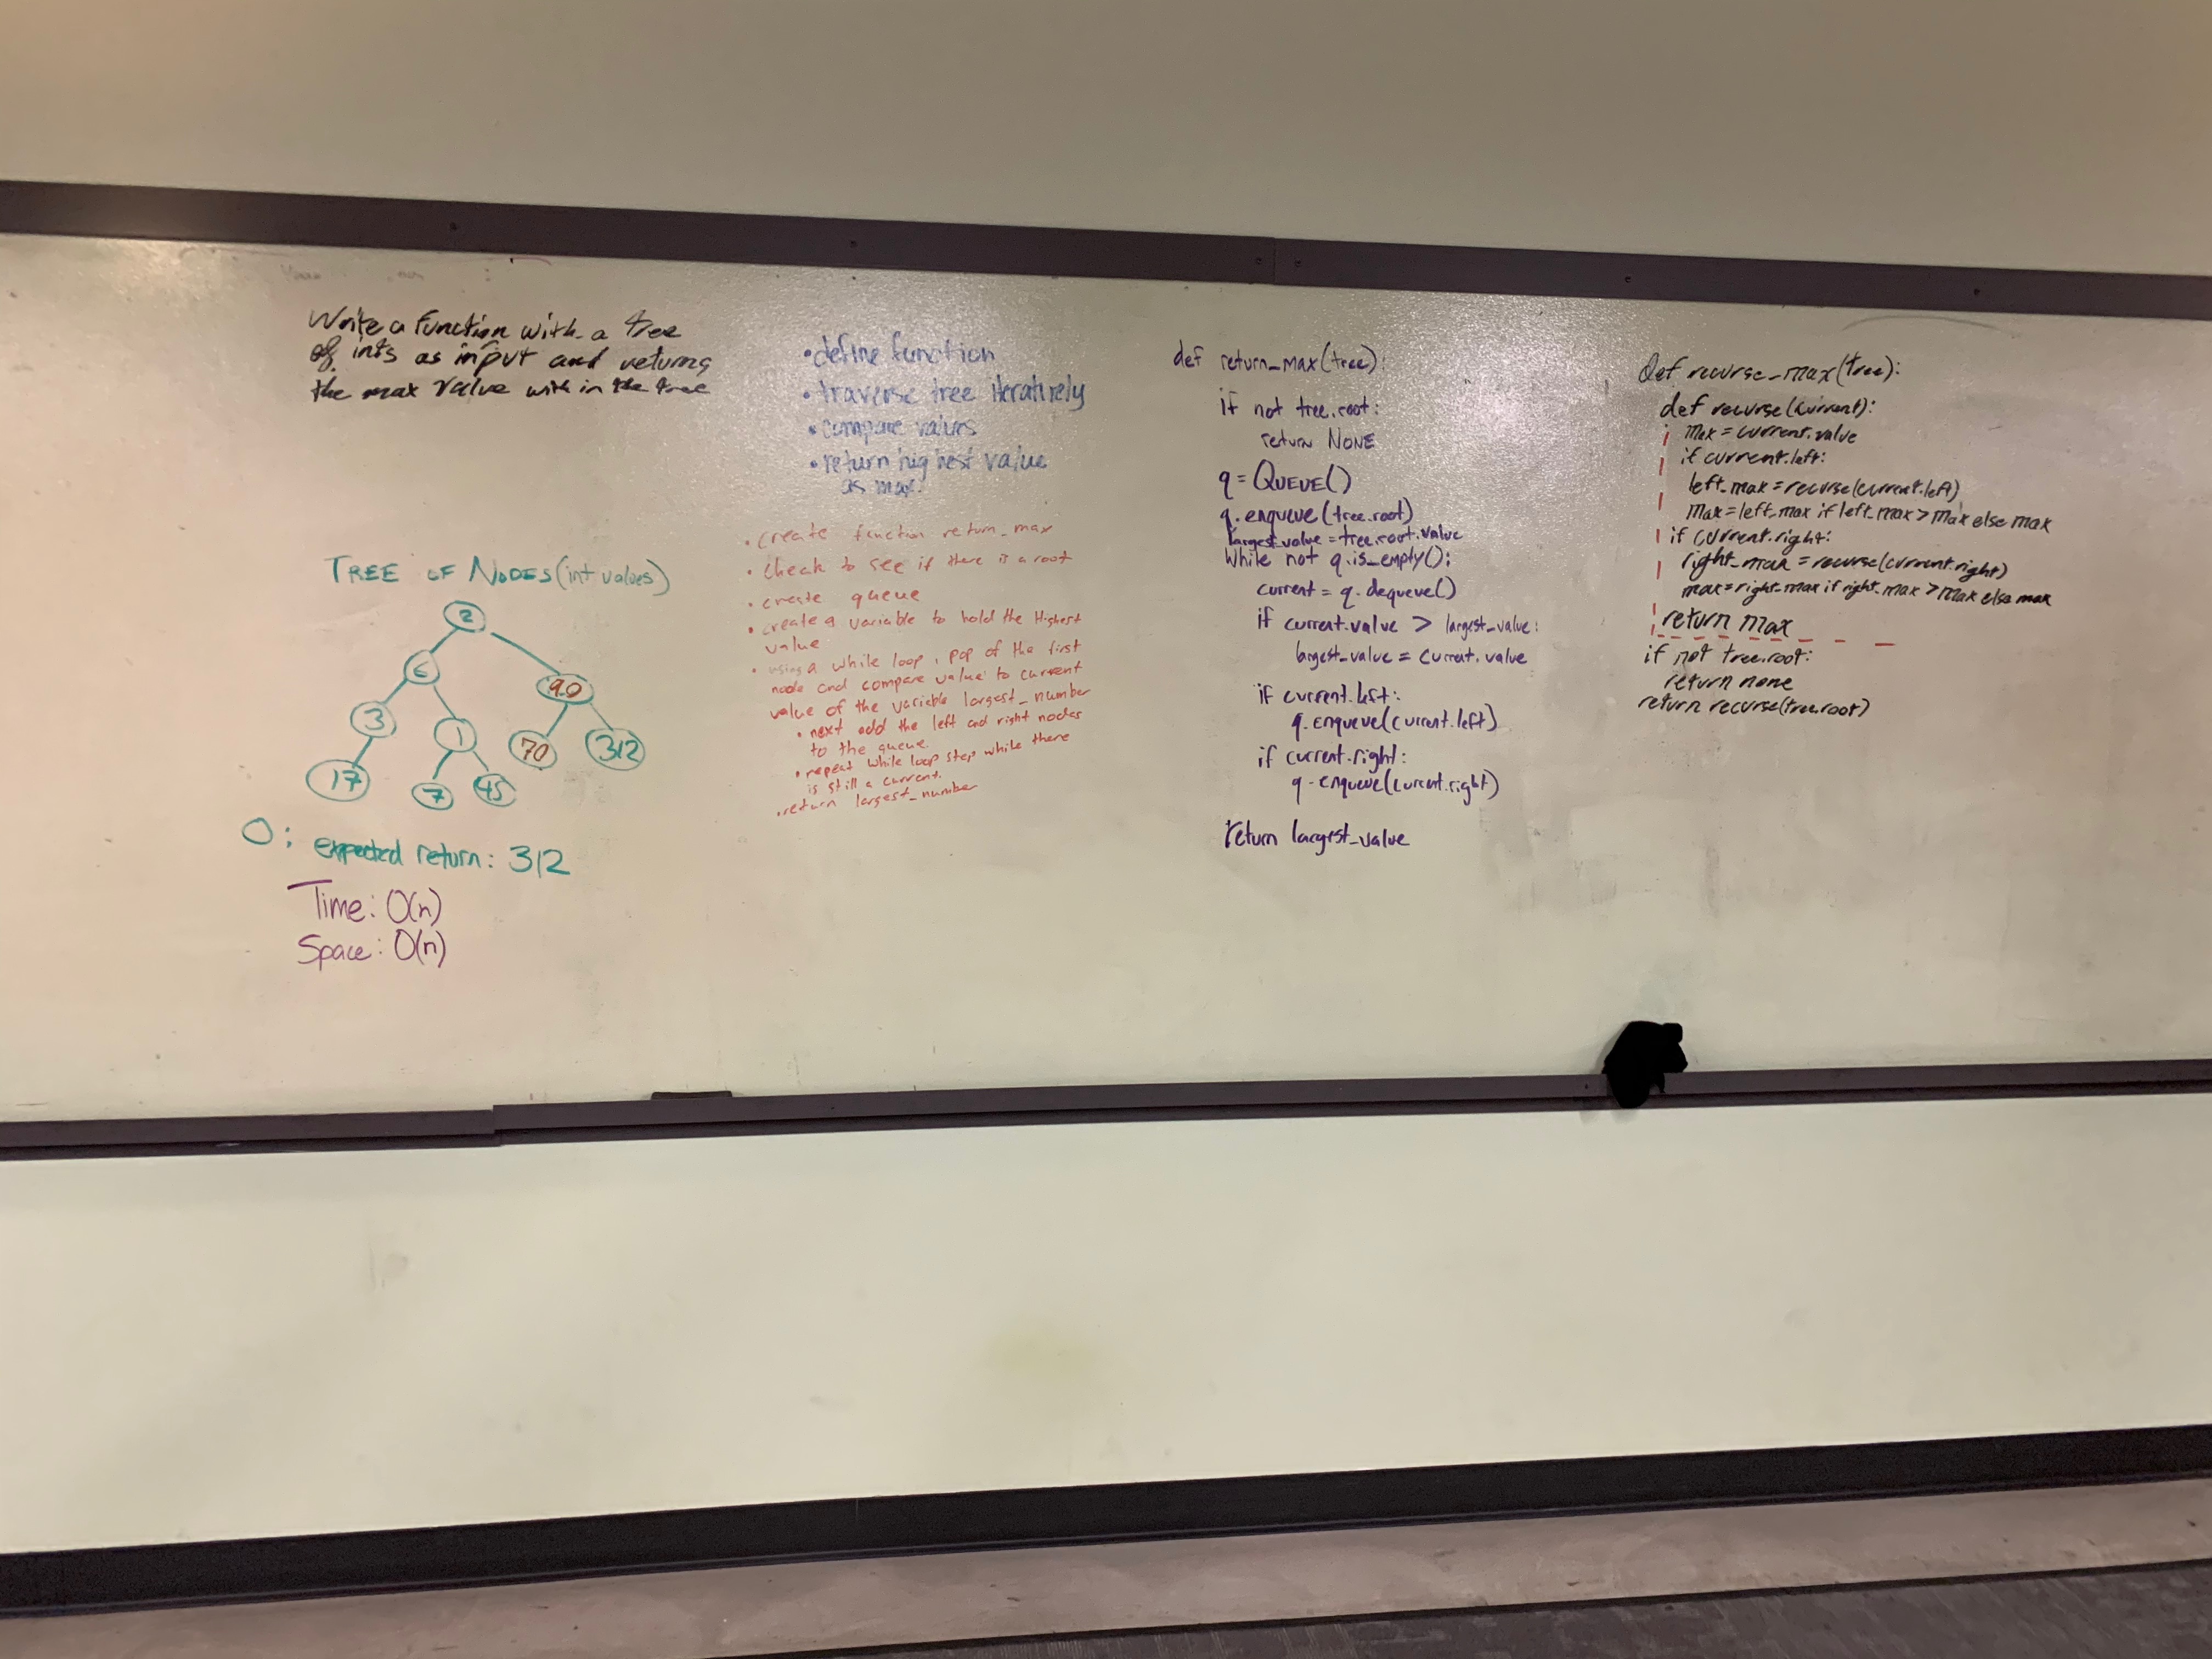 Write a function with a tree
of ints as input and returns
the max value with in the tree
TREE OF NODES (int values)
2
6
90
3
1
70
312
17
7
45
O: expected return: 312
Time: O(n)
Space: O(n)
• define function
• traverse tree iteratively
• compare values
• return highest value
as max.
• create function return_max
• check to see if there is a root
• create queue
• create a variable to hold the Highest
value
• using a while loop, pop of the first
node and compare value to current
value of the variable largest_number
• next add the left and right nodes
to the queue.
• repeat while loop step while there
is still a current.
• return largest_number
def return_max(tree):
if not tree.root:
return NONE
q = QUEUE()
q.enqueue(tree.root)
largest_value = tree.root.value
While not q.is_empty():
current = q.dequeue()
if current.value > largest_value:
largest_value = current.value
if current.left:
q.enqueue(current.left)
if current.right:
q.enqueue(current.right)
return largest_value
def recurse_max(tree):
def recurse(current):
max = current.value
if current.left:
left_max = recurse(current.left)
max = left_max if left_max > max else max
if current.right:
right_max = recurse(current.right)
max = right_max if right_max > max else max
return max
if not tree.root:
return none
return recurse(tree.root)